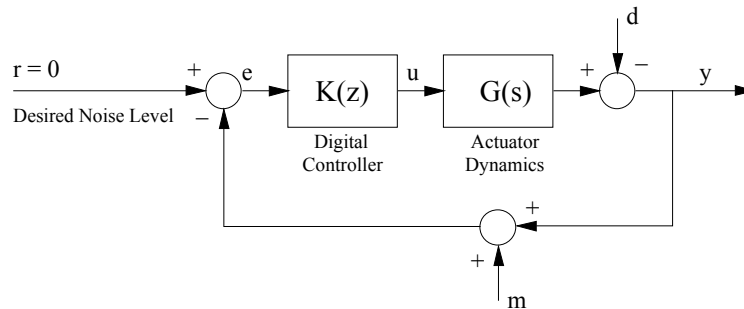 d
r = 0
+
e
K(z)
u
G(s)
+
−
y
Desired Noise Level
−
Digital
Controller
Actuator
Dynamics
+
+
m